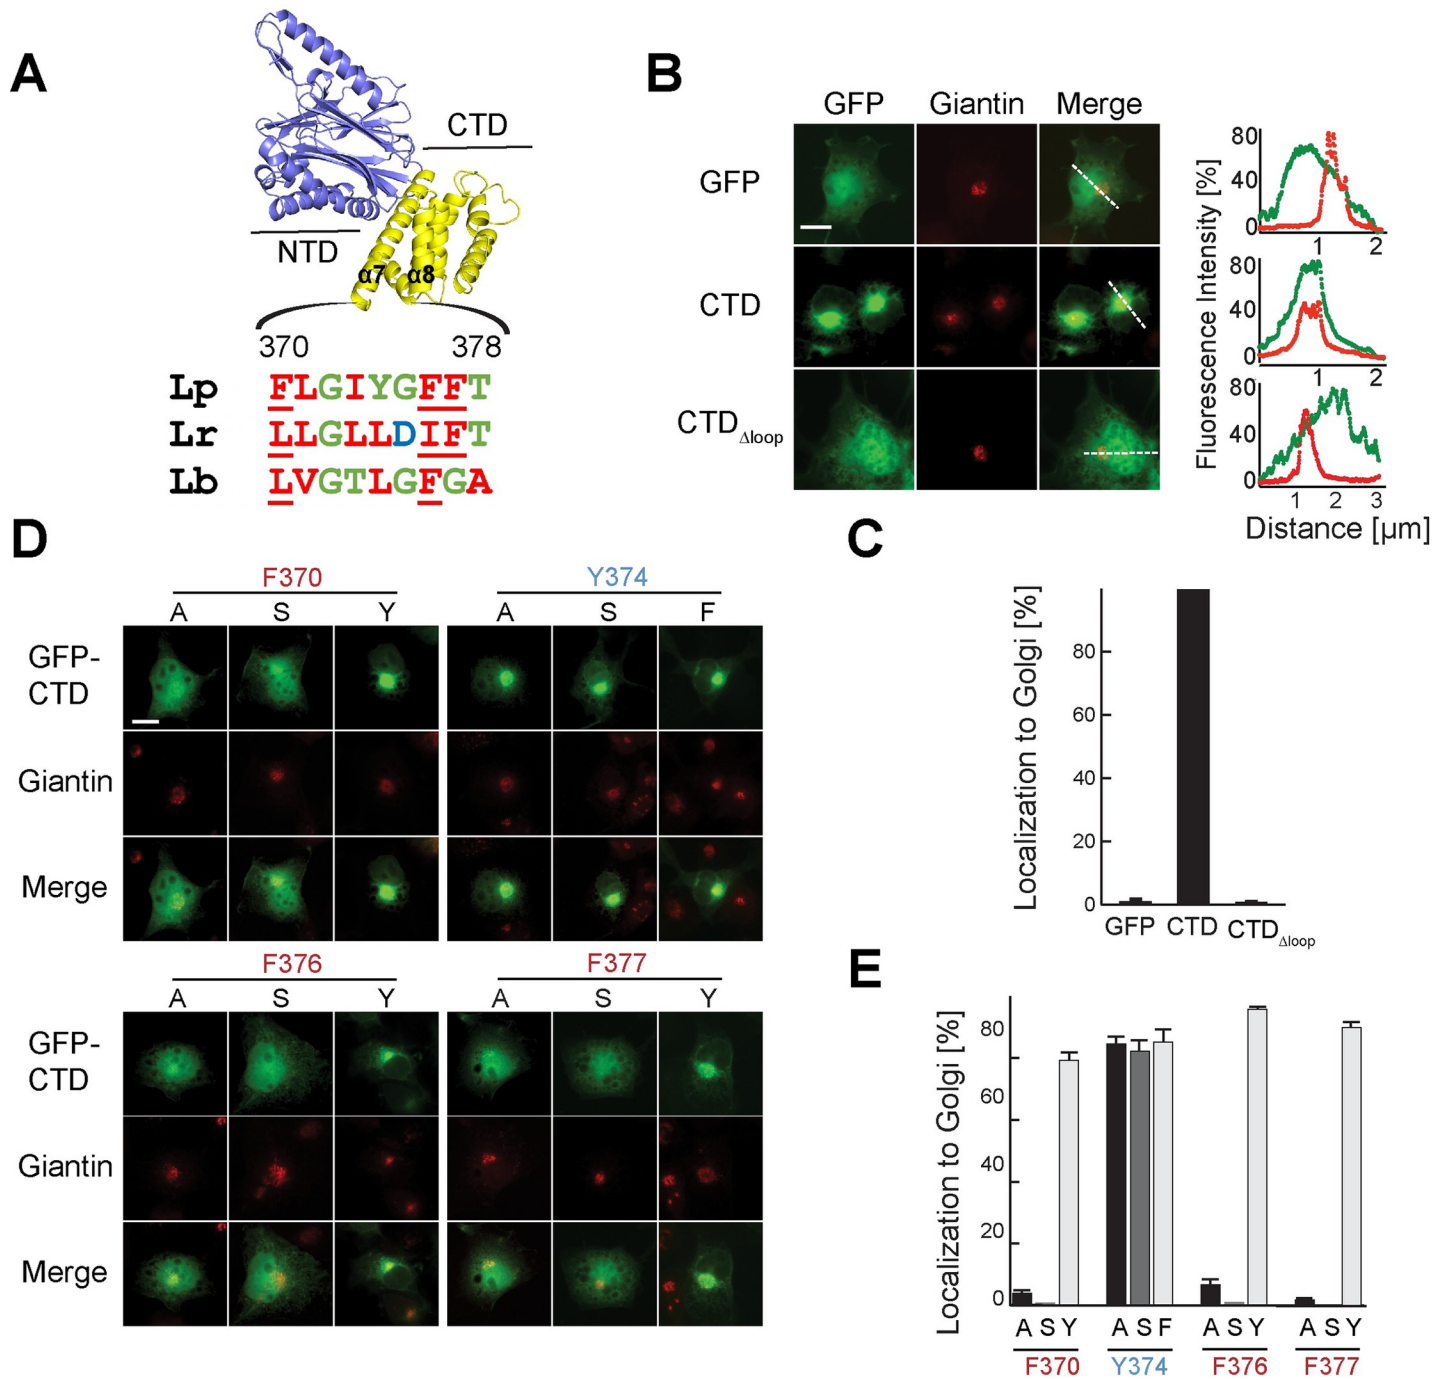 A
CTD
NTD
α7 α8
370 378
Lp FLGIYGFFT
Lr LLGLLDIFT
Lb LVGTLGFGA
B
GFP Giantin Merge
GFP
CTD
CTDΔloop
Fluorescence Intensity [%]
80
40
0
1 2
80
40
0
1 2
80
40
0
1 2 3
Distance [µm]
C
Localization to Golgi [%]
80
60
40
20
0
GFP CTD CTDΔloop
D
F370 Y374
A S Y A S F
GFP-
CTD
Giantin
Merge
F376 F377
A S Y A S Y
GFP-
CTD
Giantin
Merge
E
Localization to Golgi [%]
80
60
40
20
0
A S Y A S F A S Y A S Y
F370 Y374 F376 F377